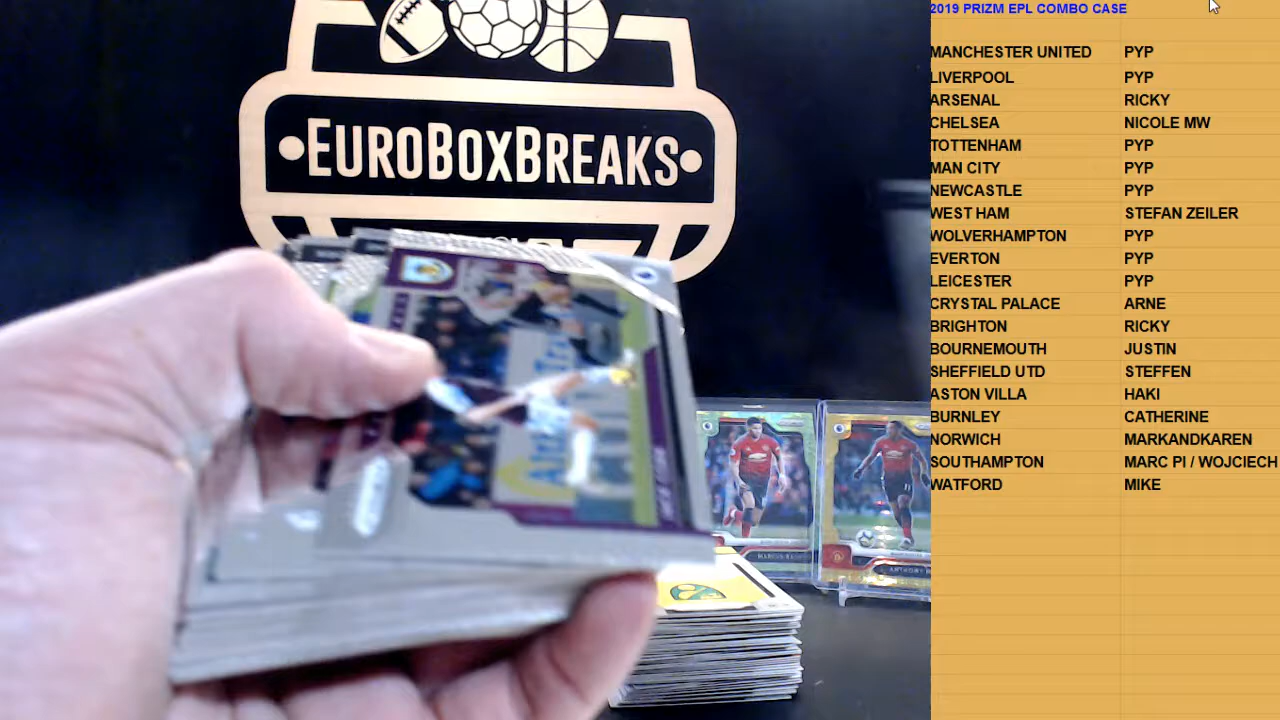 2019 PRIZM EPL COMBO CASE
MANCHESTER UNITED PYP
LIVERPOOL PYP
ARSENAL RICKY
CHELSEA NICOLE MW
TOTTENHAM PYP
MAN CITY PYP
NEWCASTLE PYP
WEST HAM STEFAN ZEILER
WOLVERHAMPTON PYP
EVERTON PYP
LEICESTER PYP
CRYSTAL PALACE ARNE
BRIGHTON RICKY
BOURNEMOUTH JUSTIN
SHEFFIELD UTD STEFFEN
ASTON VILLA HAKI
BURNLEY CATHERINE
NORWICH MARKANDKAREN
SOUTHAMPTON MARC PI / WOJCIECH
WATFORD MIKE
EUROBOXBREAKS